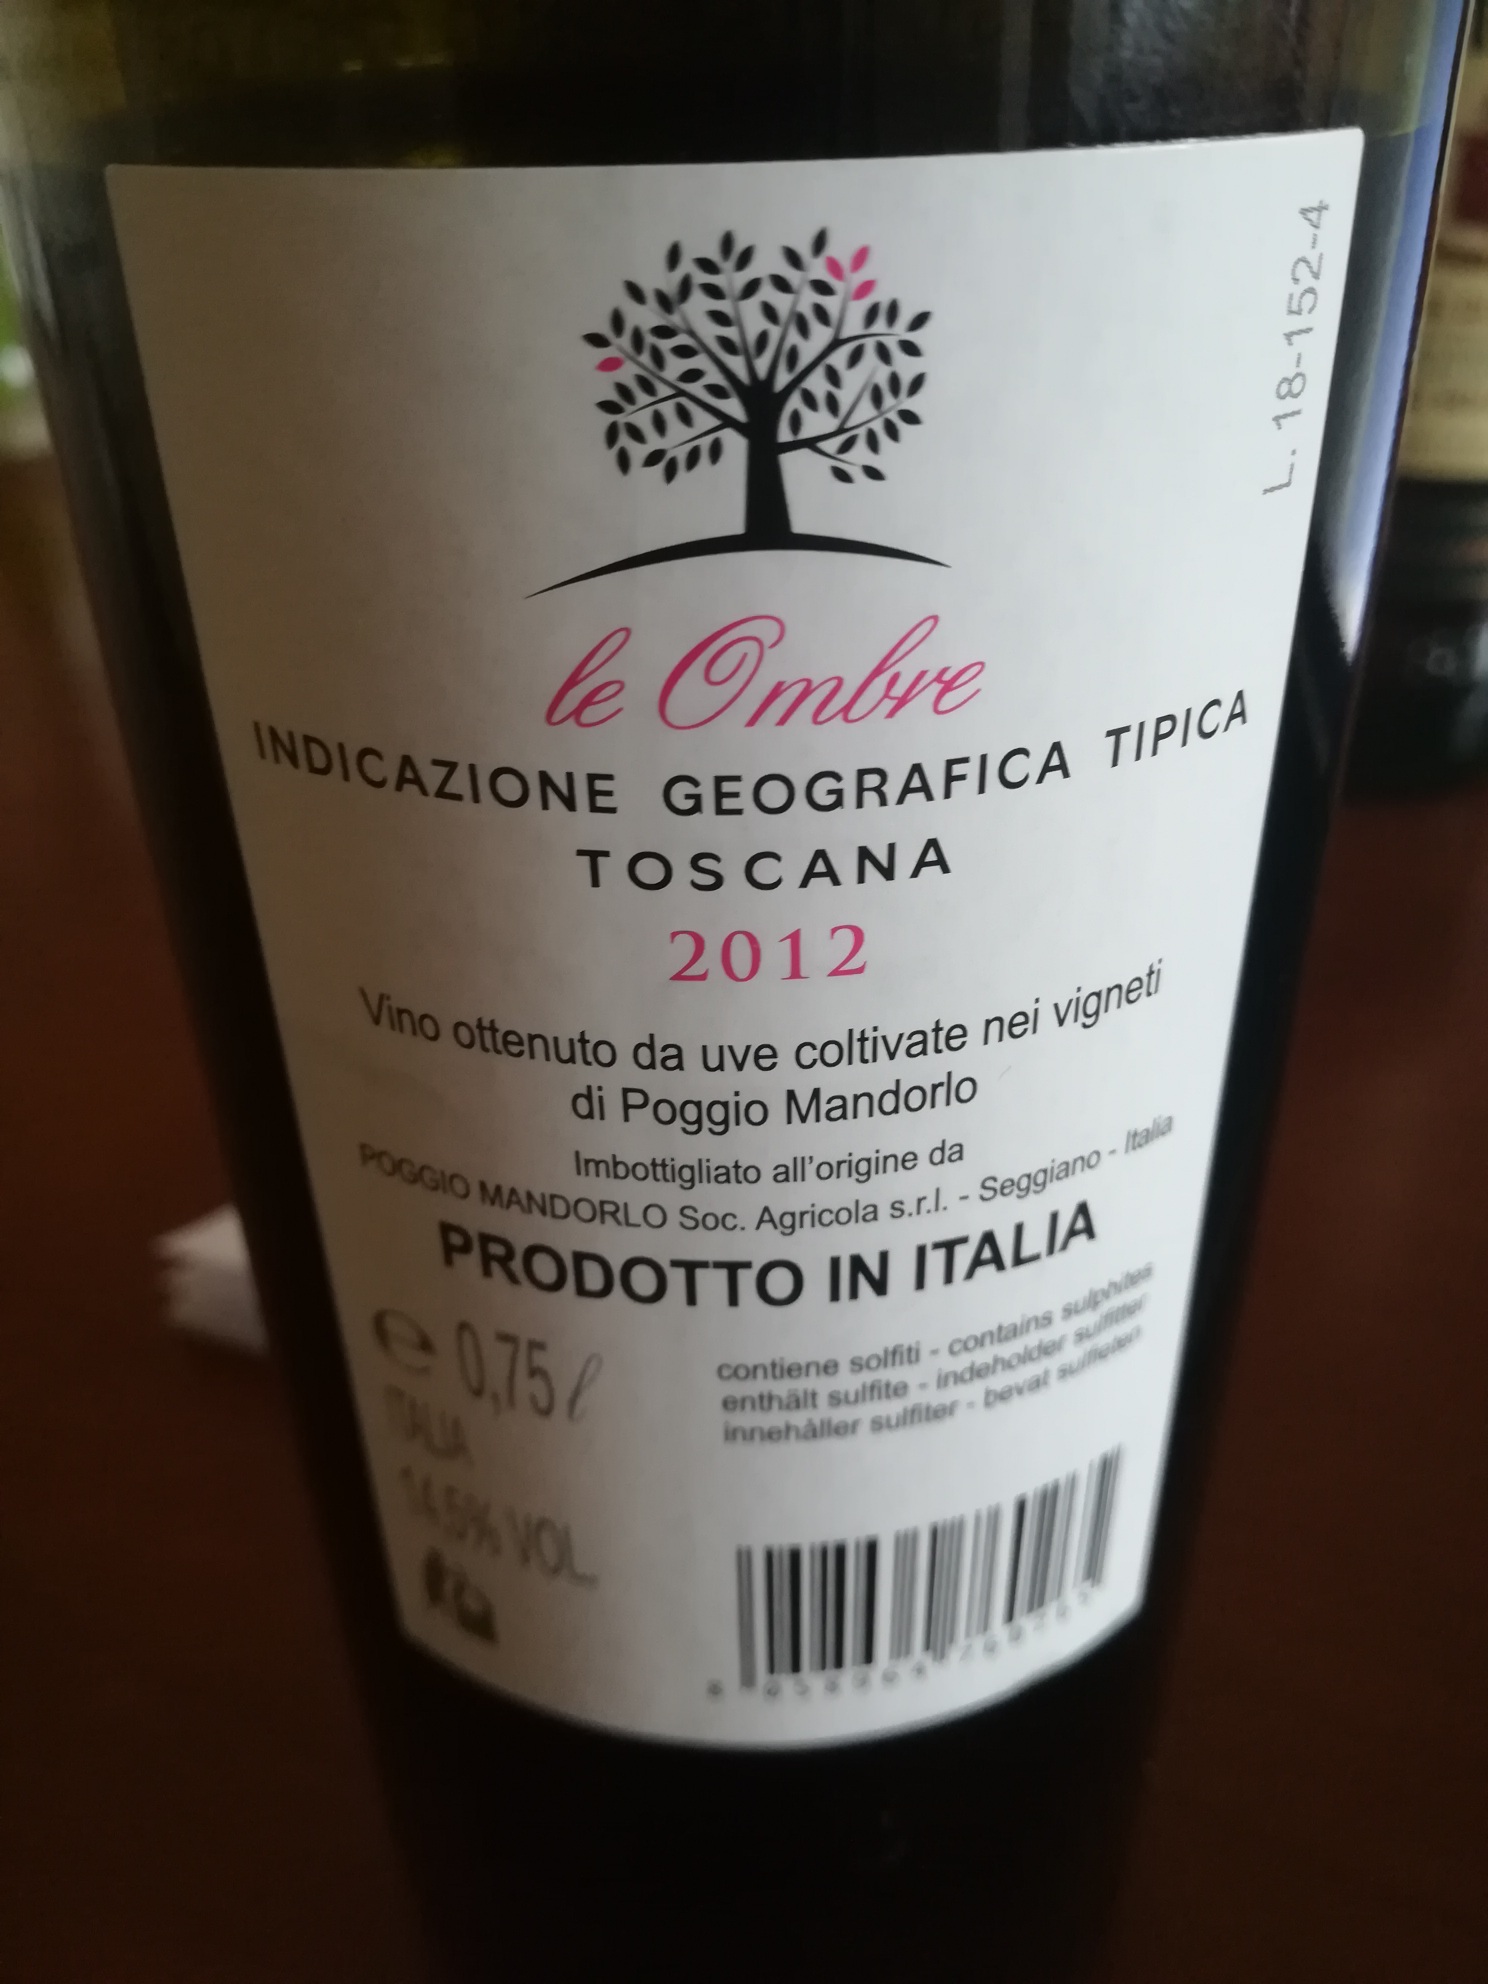 L. 18-152-4
le Ombre
INDICAZIONE GEOGRAFICA TIPICA
TOSCANA
2012
Vino ottenuto da uve coltivate nei vigneti
di Poggio Mandorlo
Imbottigliato all'origine da
POGGIO MANDORLO Soc. Agricola s.r.l. - Seggiano - Italia
PRODOTTO IN ITALIA
e 0,75 l
ITALIA
14,5% VOL.
contiene solfiti - contains sulphites
enthält sulfite - indeholder sulfitter
innehåller sulfiter - bevat sulfieten